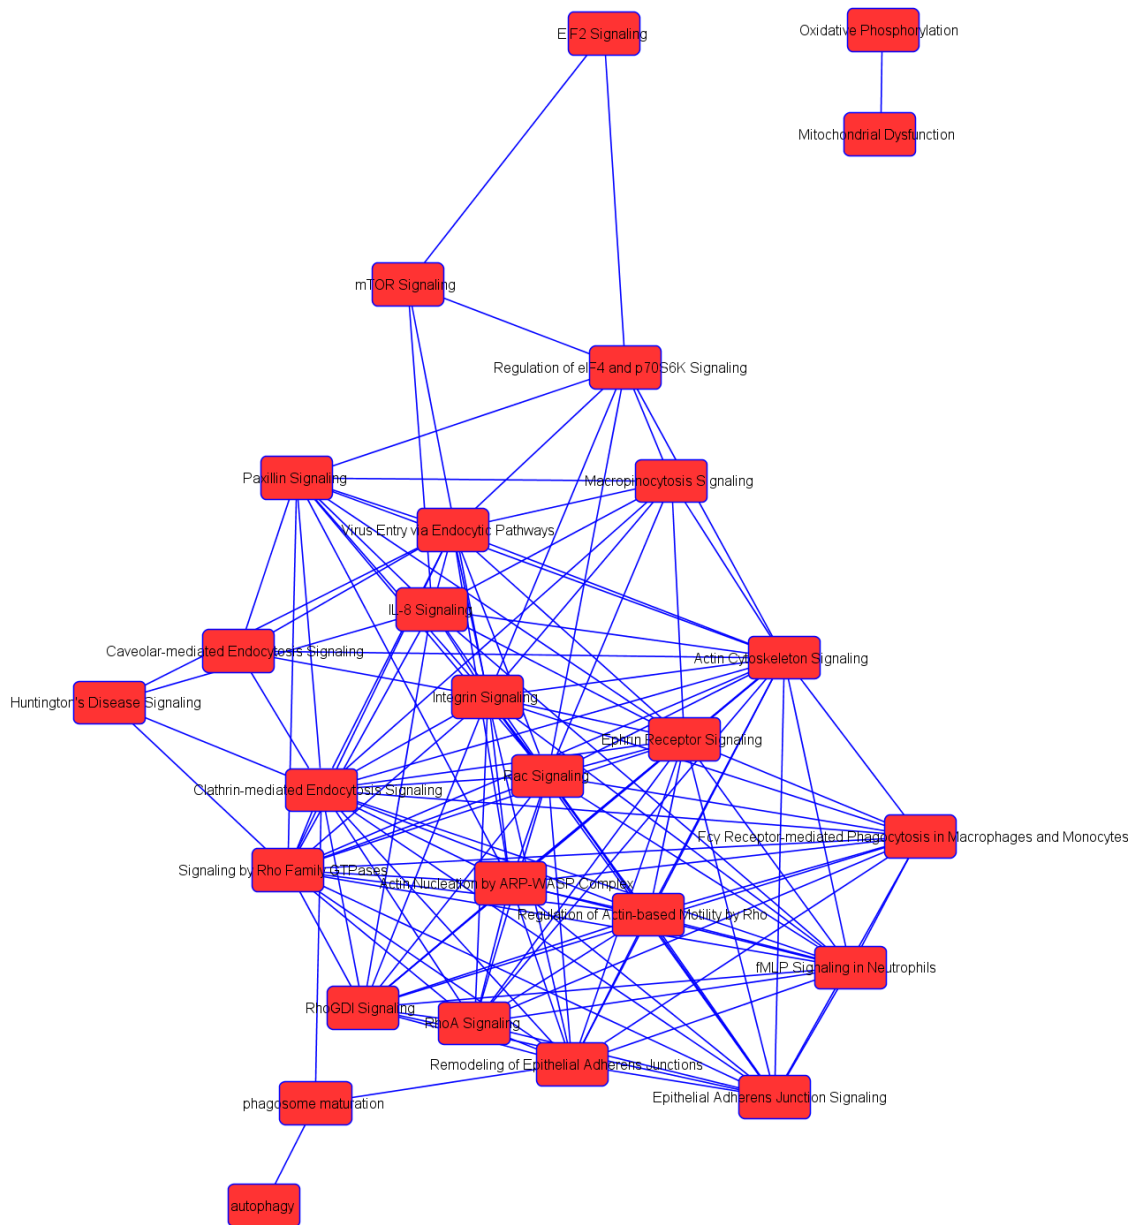 EIF2 Signaling
Oxidative Phosphorylation
Mitochondrial Dysfunction
mTOR Signaling
Regulation of eIF4 and p70S6K Signaling
Paxillin Signaling
Macropinocytosis Signaling
Virus Entry via Endocytic Pathways
IL-8 Signaling
Caveolar-mediated Endocytosis Signaling
Actin Cytoskeleton Signaling
Huntington's Disease Signaling
Integrin Signaling
Ephrin Receptor Signaling
Rac Signaling
Clathrin-mediated Endocytosis Signaling
Fcγ Receptor-mediated Phagocytosis in Macrophages and Monocytes
Signaling by Rho Family GTPases
Actin Nucleation by ARP-WASP Complex
Regulation of Actin-based Motility by Rho
fMLP Signaling in Neutrophils
RhoGDI Signaling
RhoA Signaling
Remodeling of Epithelial Adherens Junctions
Epithelial Adherens Junction Signaling
phagosome maturation
autophagy